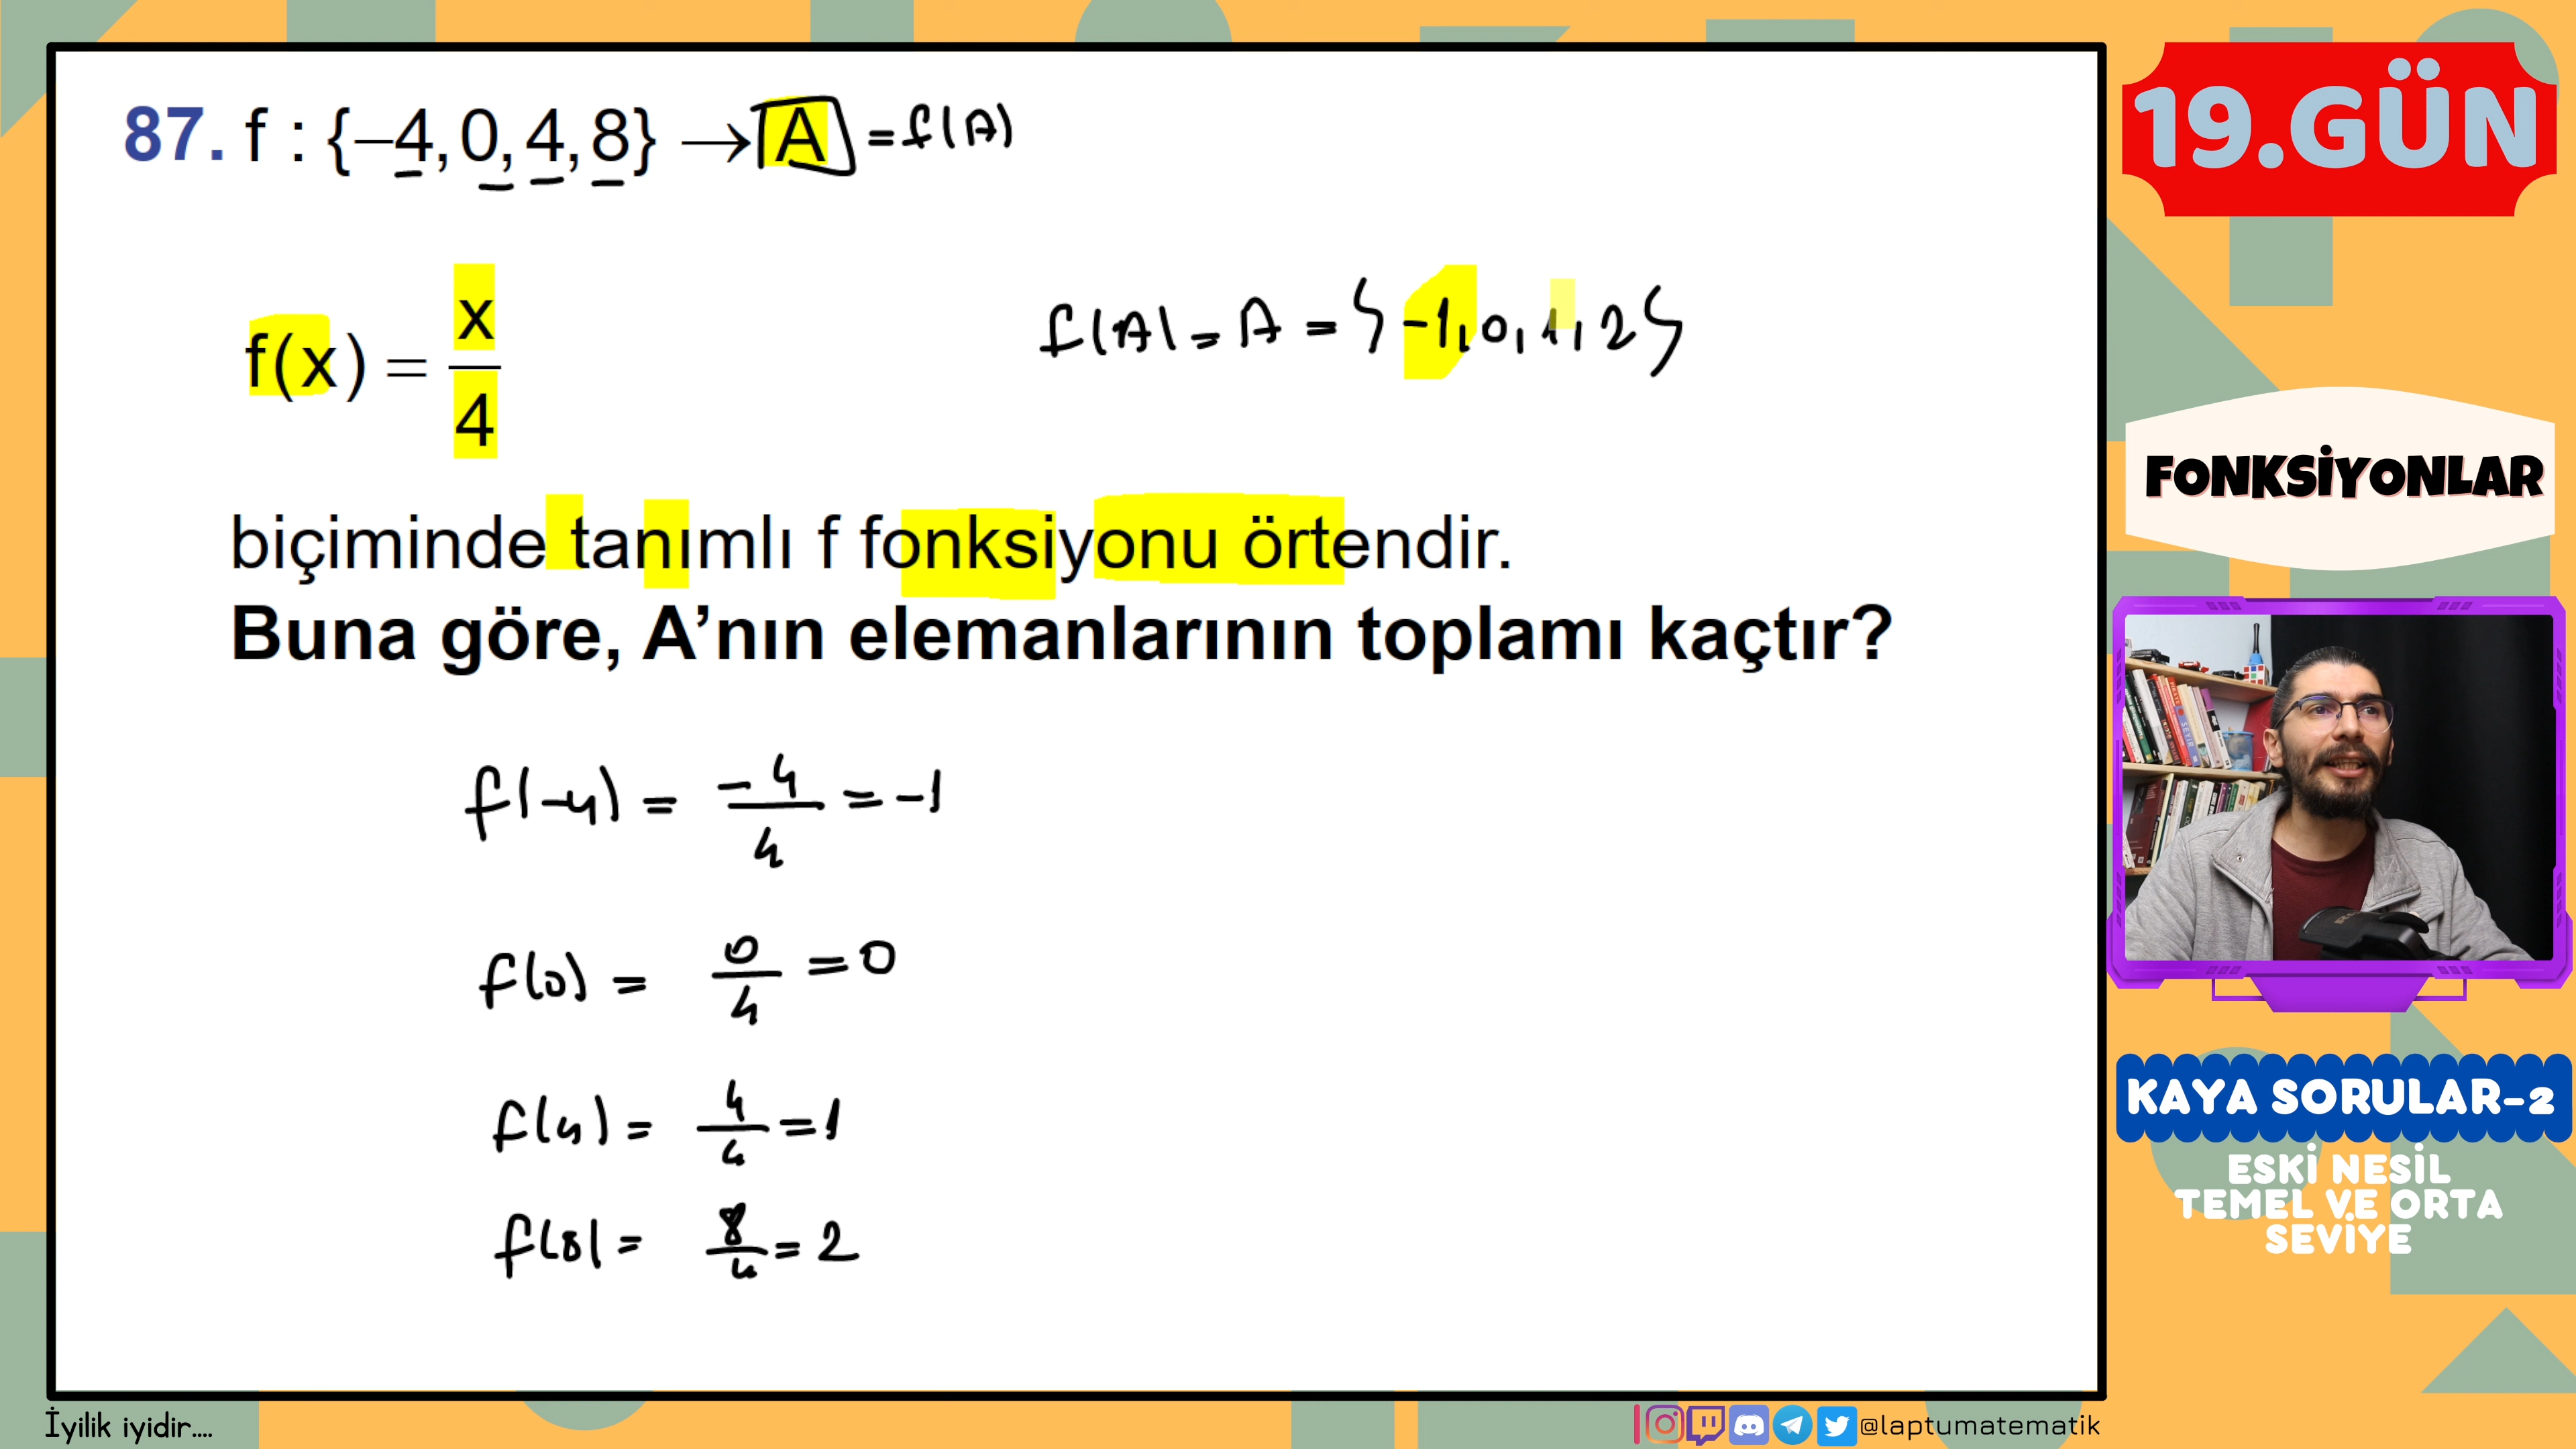 87. f : {–4, 0, 4, 8} → A = f(A)
f(x) = x/4
f(A) = A = {-1, 0, 1, 2}
biçiminde tanımlı f fonksiyonu örtendir.
Buna göre, A’nın elemanlarının toplamı kaçtır?
f(-4) = -4/4 = -1
f(0) = 0/4 = 0
f(4) = 4/4 = 1
f(8) = 8/4 = 2
19.GÜN
FONKSİYONLAR
KAYA SORULAR-2
ESKİ NESİL
TEMEL VE ORTA
SEVİYE
İyilik iyidir....
@laptumatematik